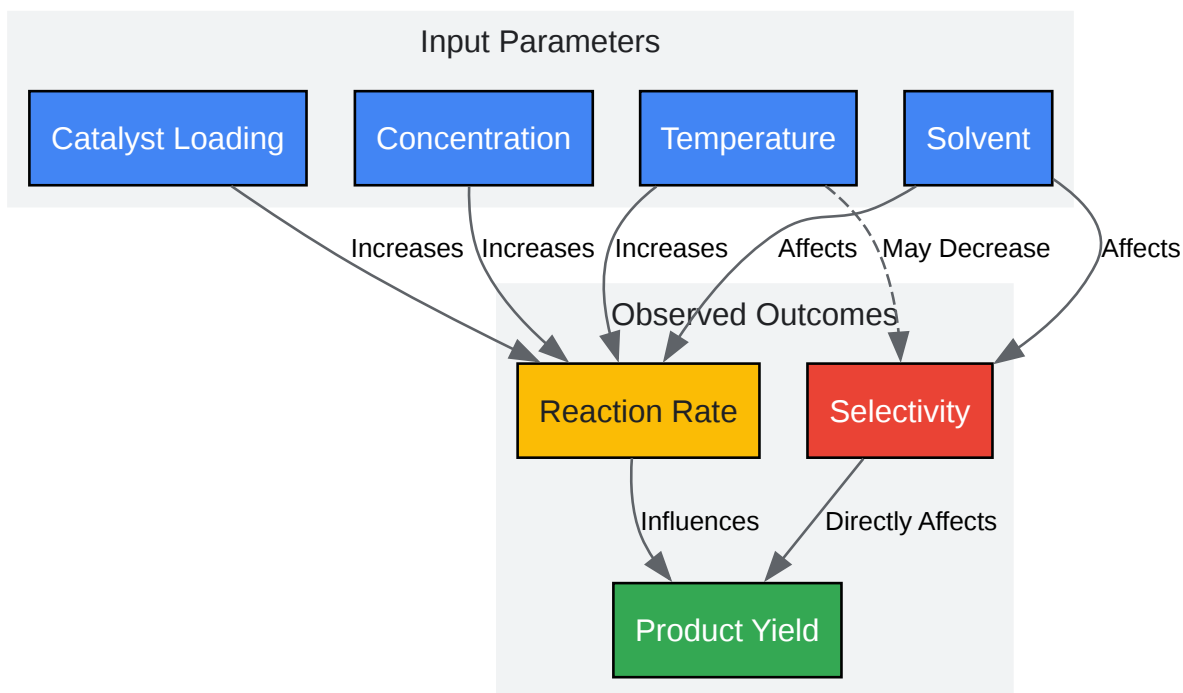 Input Parameters
Catalyst Loading
Concentration
Temperature
Solvent
Increases
Increases
Increases
Affects
May Decrease
Affects
Observed Outcomes
Reaction Rate
Selectivity
Influences
Directly Affects
Product Yield